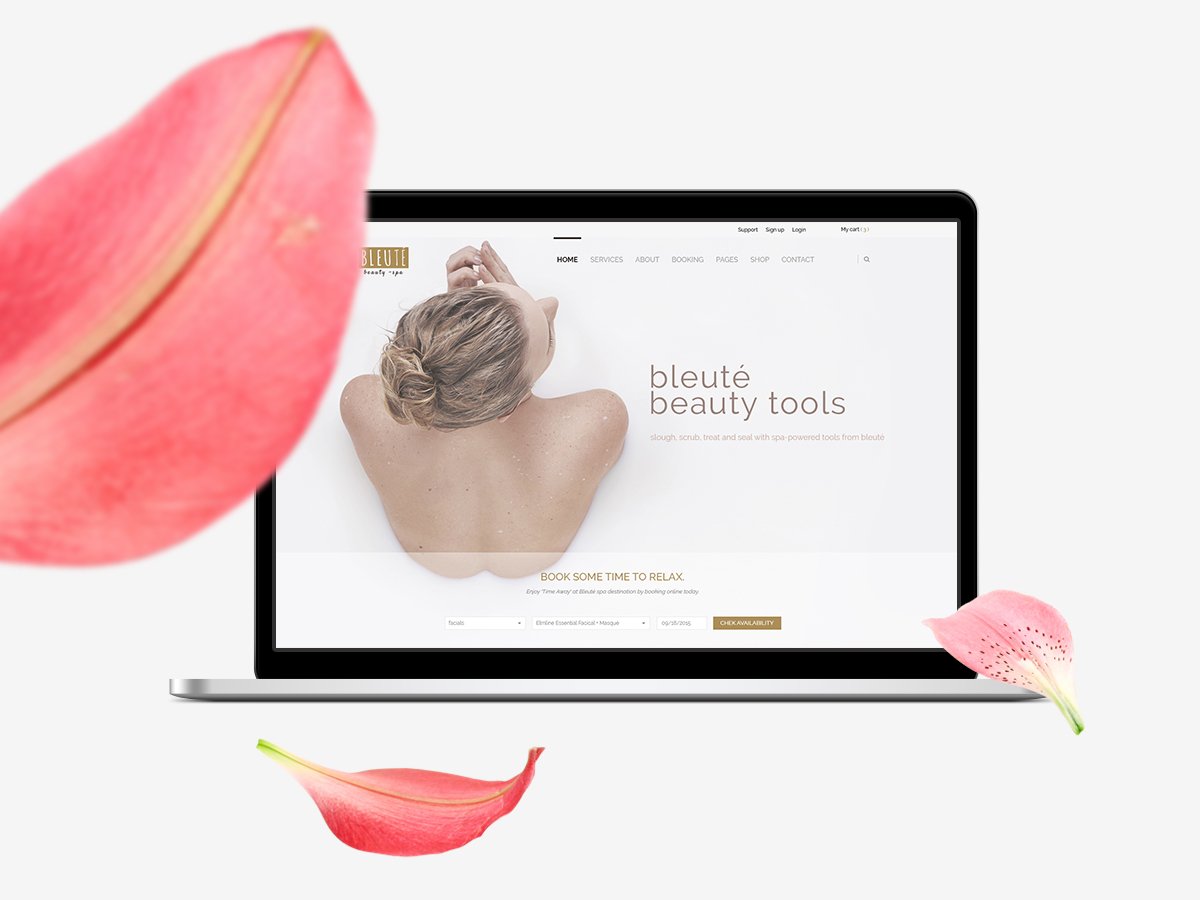 Support Sign up Login My cart ( 3 )
BLEUTÉ
beauty - spa
HOME SERVICES ABOUT BOOKING PAGES SHOP CONTACT
bleuté
beauty tools
slough, scrub, treat and seal with spa-powered tools from bleuté
BOOK SOME TIME TO RELAX.
Enjoy 'Time Away' at Bleuté spa destination by booking online today.
facials Elmline Essential Facical + Masque 09/16/2015 CHEK AVAILABILITY